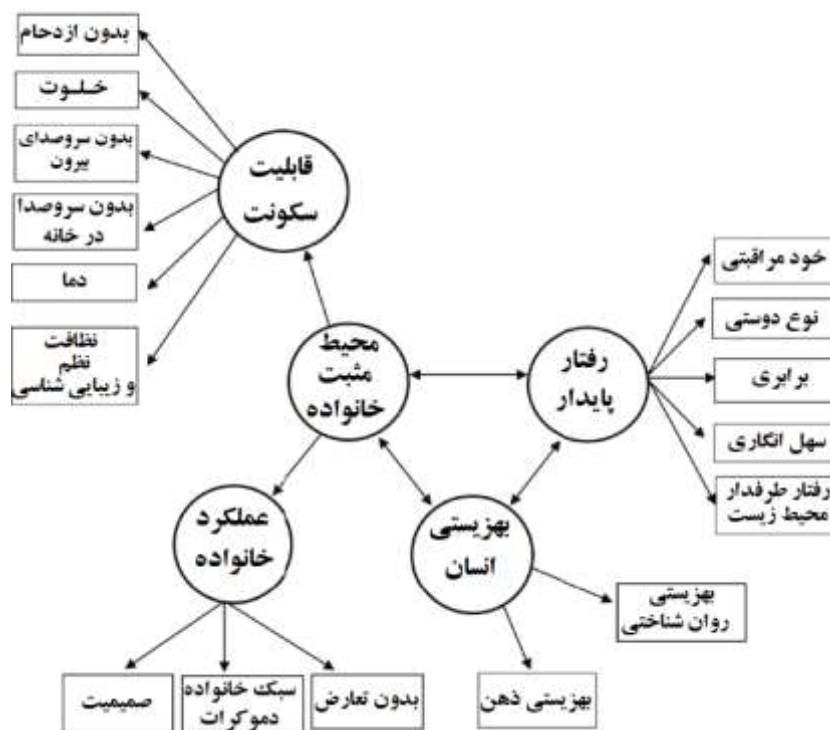 بدون ازدحام
خلوت
بدون سروصدای
بیرون
بدون سروصدا
در خانه
دما
نظافت
نظم
و زیبایی شناسی
قابلیت
سکونت
محیط
مثبت
خانواده
رفتار
پایدار
خود مراقبتی
نوع دوستی
برابری
سهل انگاری
رفتار طرفدار
محیط زیست
عملکرد
خانواده
بهزیستی
انسان
بهزیستی
روان شناختی
بهزیستی ذهن
بدون تعارض
سبک خانواده
دموکرات
صمیمیت